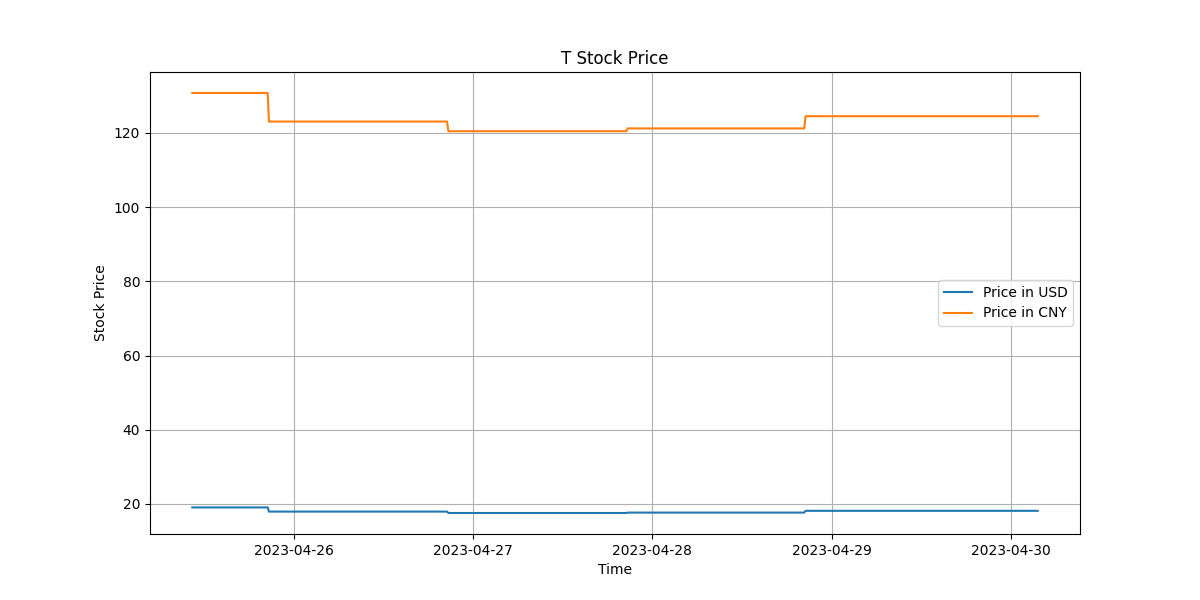 T Stock Price
Stock Price
120
100
80
60
40
20
Price in USD
Price in CNY
2023-04-26
2023-04-27
2023-04-28
2023-04-29
2023-04-30
Time